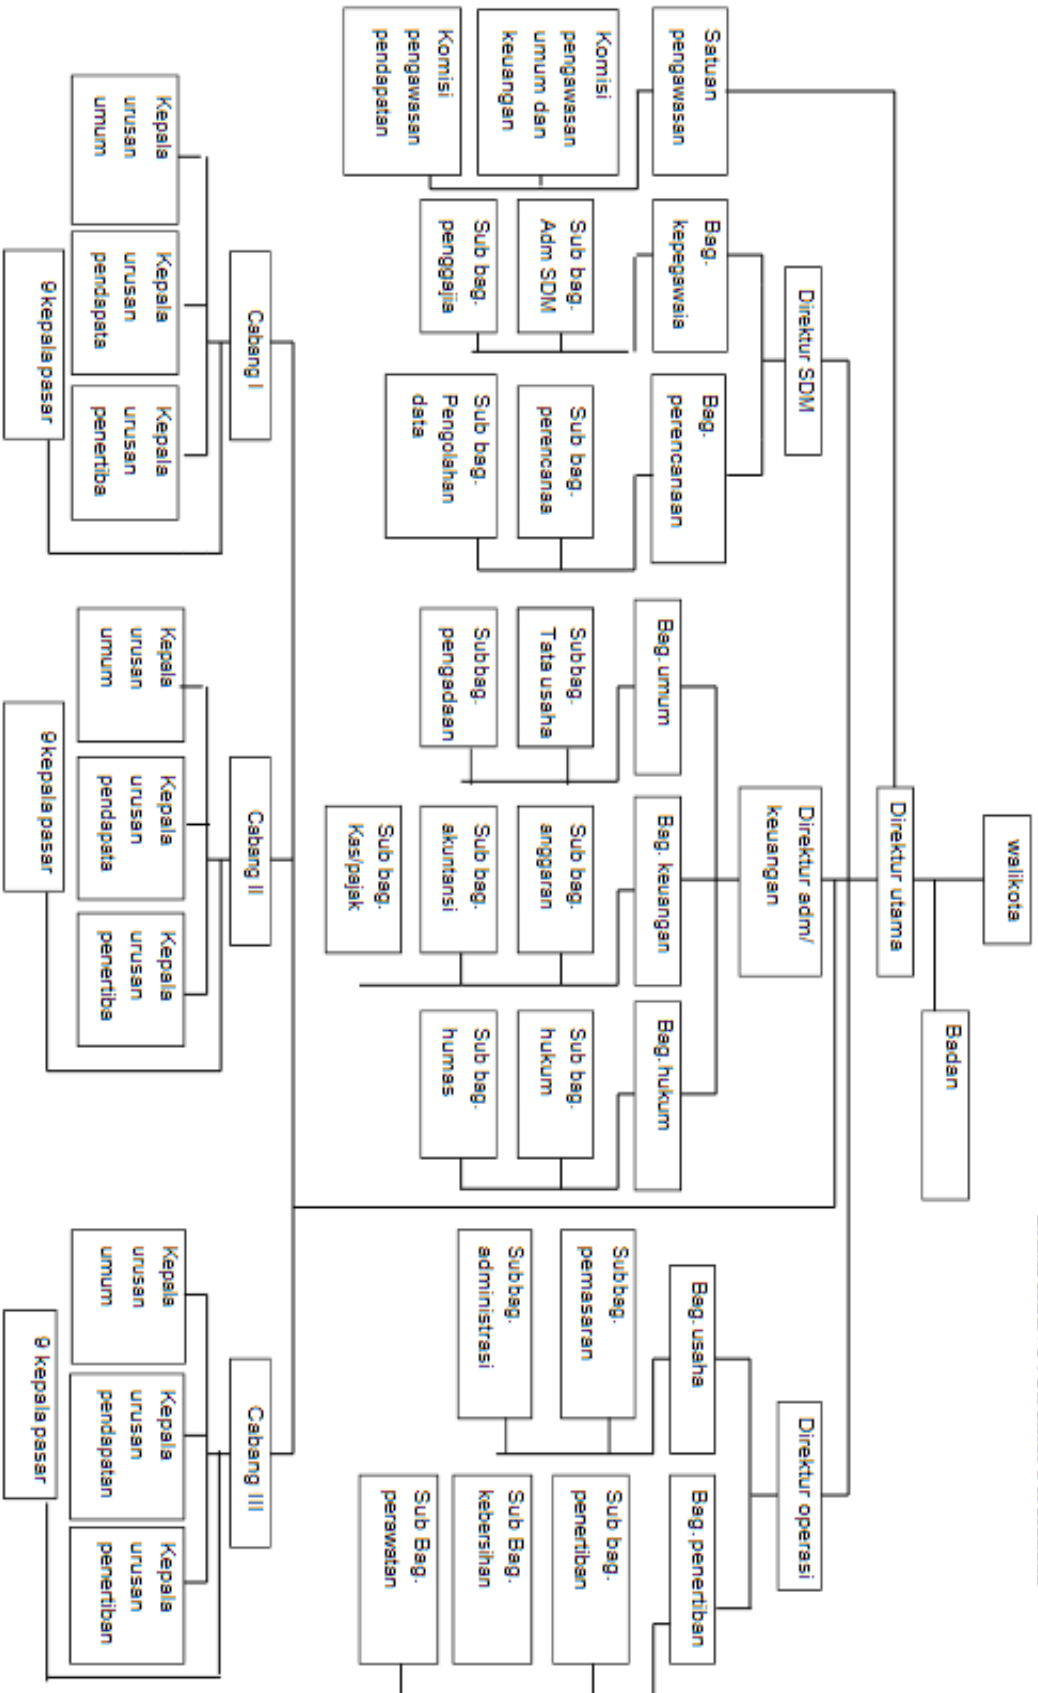 walikota
Badan
Direktur utama
Direktur SDM
Direktur adm/
keuangan
Direktur operasi
Satuan
pengawasan
Bag.
kepegawaia
Bag.
perencanaan
Bag. umum
Bag. keuangan
Bag. hukum
Bag. usaha
Bag. penertiban
Komisi
pengawasan
umum dan
keuangan
Komisi
pengawasan
pendapatan
Sub bag.
Adm SDM
Sub bag.
penggajia
Sub bag.
perencanaa
Sub bag.
Pengolahan
data
Subbag.
Tata usaha
Subbag.
pengadaan
Sub bag.
anggaran
Sub bag.
akuntansi
Sub bag.
Kas/pajak
Sub bag.
hukum
Sub bag.
humas
Subbag.
pemasaran
Subbag.
administrasi
Sub bag.
penertiban
Sub Bag.
kebersihan
Sub Bag.
perawatan
Cabang I
Cabang II
Cabang III
Kepala
urusan
umum
Kepala
urusan
pendapata
Kepala
urusan
penertiba
Kepala
urusan
umum
Kepala
urusan
pendapata
Kepala
urusan
penertiba
Kepala
urusan
umum
Kepala
urusan
pendapatan
Kepala
urusan
penertiban
9 kepala pasar
9 kepala pasar
9 kepala pasar